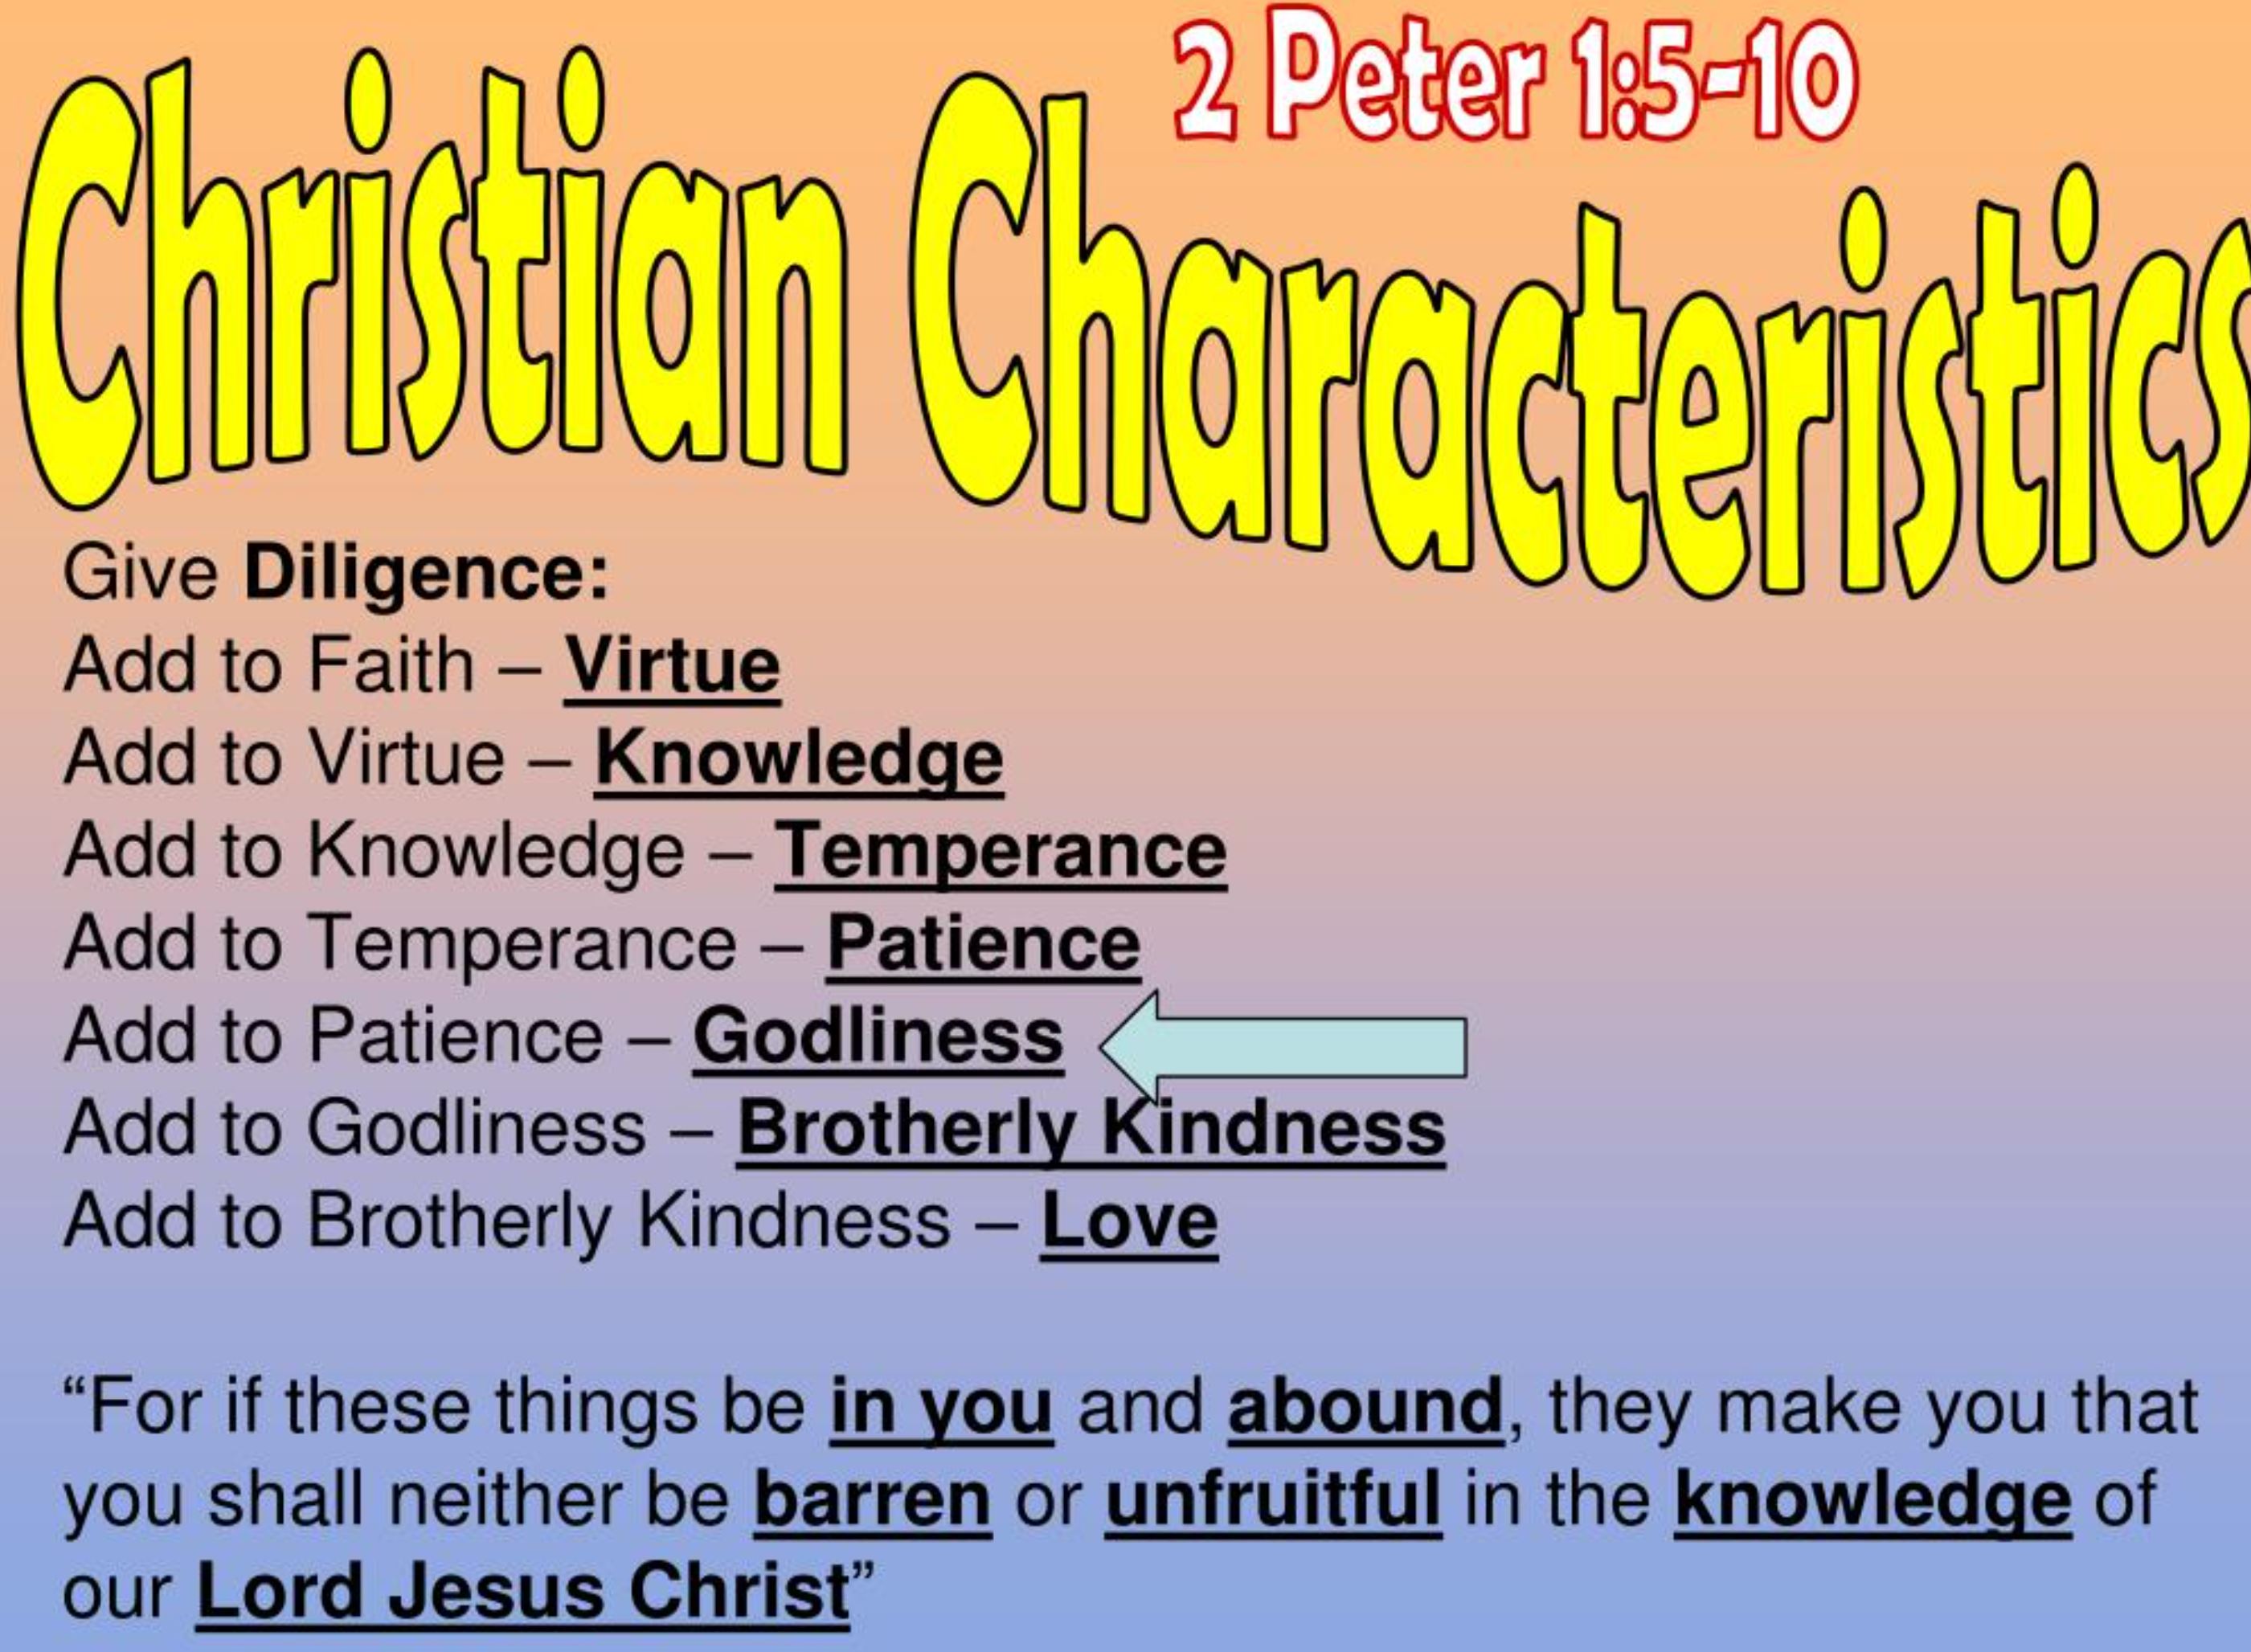 2 Peter 1:5-10
Christian Characteristics
Give Diligence:
Add to Faith – Virtue
Add to Virtue – Knowledge
Add to Knowledge – Temperance
Add to Temperance – Patience
Add to Patience – Godliness
Add to Godliness – Brotherly Kindness
Add to Brotherly Kindness – Love
“For if these things be in you and abound, they make you that
you shall neither be barren or unfruitful in the knowledge of
our Lord Jesus Christ”